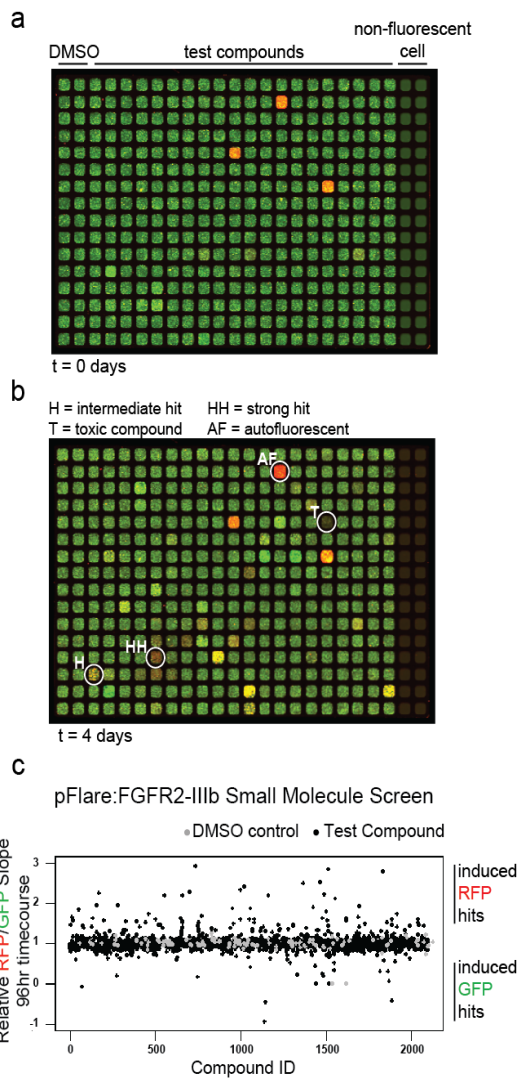 a
non-fluorescent
DMSO test compounds cell
t = 0 days
b
H = intermediate hit HH = strong hit
T = toxic compound AF = autofluorescent
AF
T
HH
H
t = 4 days
c
pFlare:FGFR2-IIIb Small Molecule Screen
DMSO control Test Compound
Relative RFP/GFP Slope
96hr timecourse
3
2
1
0
-1
induced
RFP
hits
induced
GFP
hits
0 500 1000 1500 2000
Compound ID